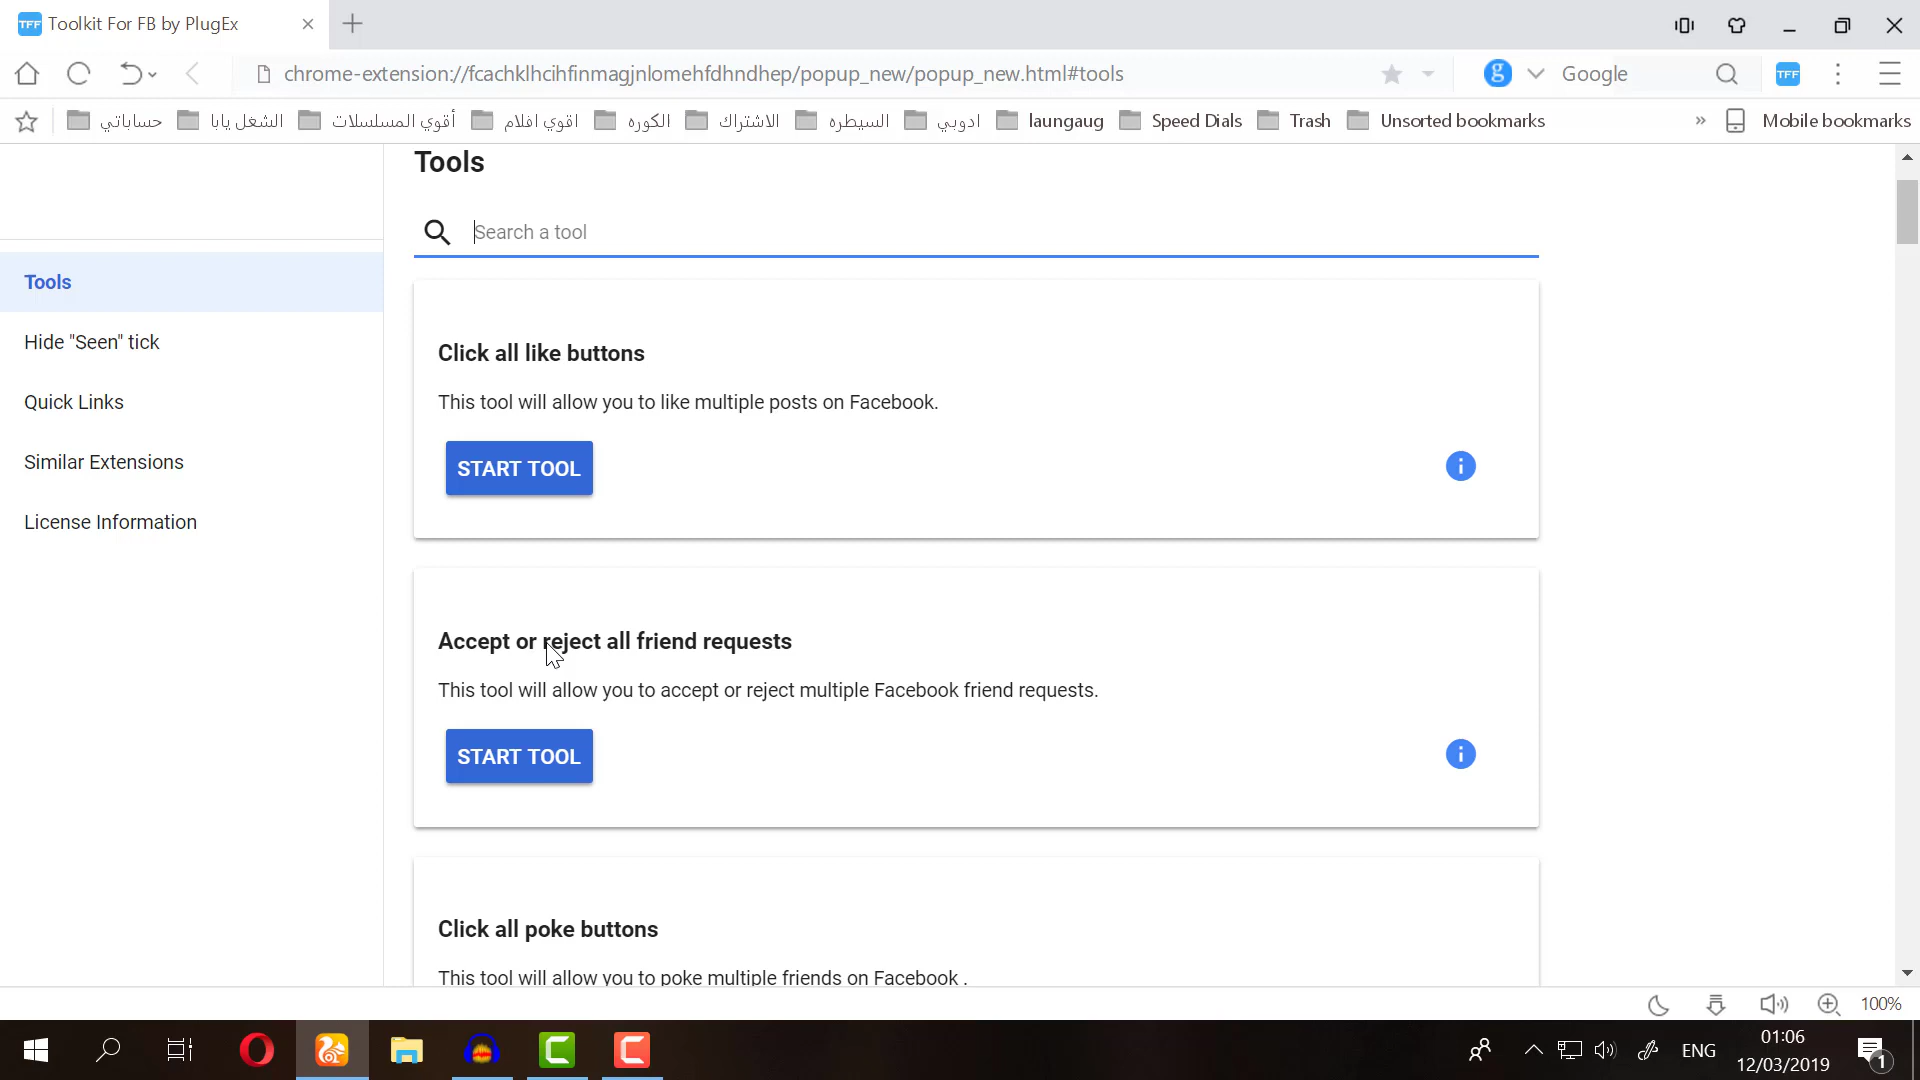 TFF Toolkit For FB by PlugEx
chrome-extension://fcachklhcihfinmagjnlomehfdhndhep/popup_new/popup_new.html#tools
g Google TFF
حساباتي الشغل يابا أقوي المسلسلات اقوي افلام الكوره الاشتراك السيطره ادوبي laungaug Speed Dials Trash Unsorted bookmarks » Mobile bookmarks
Tools
Search a tool
Tools
Hide "Seen" tick
Quick Links
Similar Extensions
License Information
Click all like buttons
This tool will allow you to like multiple posts on Facebook.
START TOOL
Accept or reject all friend requests
This tool will allow you to accept or reject multiple Facebook friend requests.
START TOOL
Click all poke buttons
This tool will allow you to poke multiple friends on Facebook .
100%
ENG
01:06
12/03/2019
1